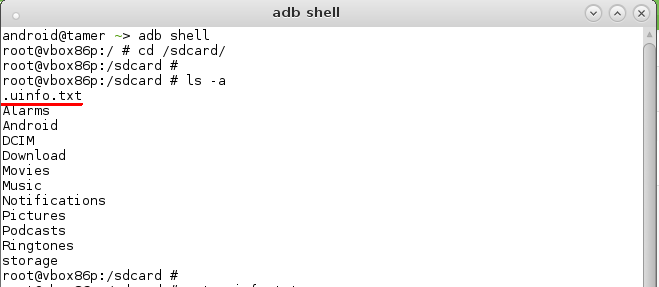 adb shell
android@tamer ~> adb shell
root@vbox86p:/ # cd /sdcard/
root@vbox86p:/sdcard #
root@vbox86p:/sdcard # ls -a
.uinfo.txt
Alarms
Android
DCIM
Download
Movies
Music
Notifications
Pictures
Podcasts
Ringtones
storage
root@vbox86p:/sdcard #